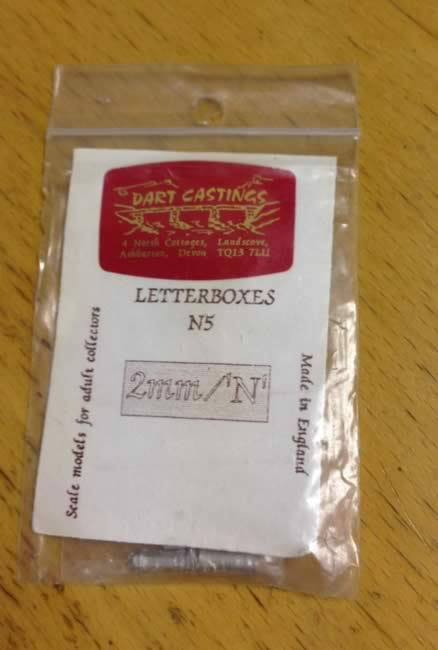 DART CASTINGS
4 North Cottages, Landscove,
Ashburton, Devon TQ13 7LU
LETTERBOXES
N5
2mm/'N'
Scale models for adult collectors
Made in England